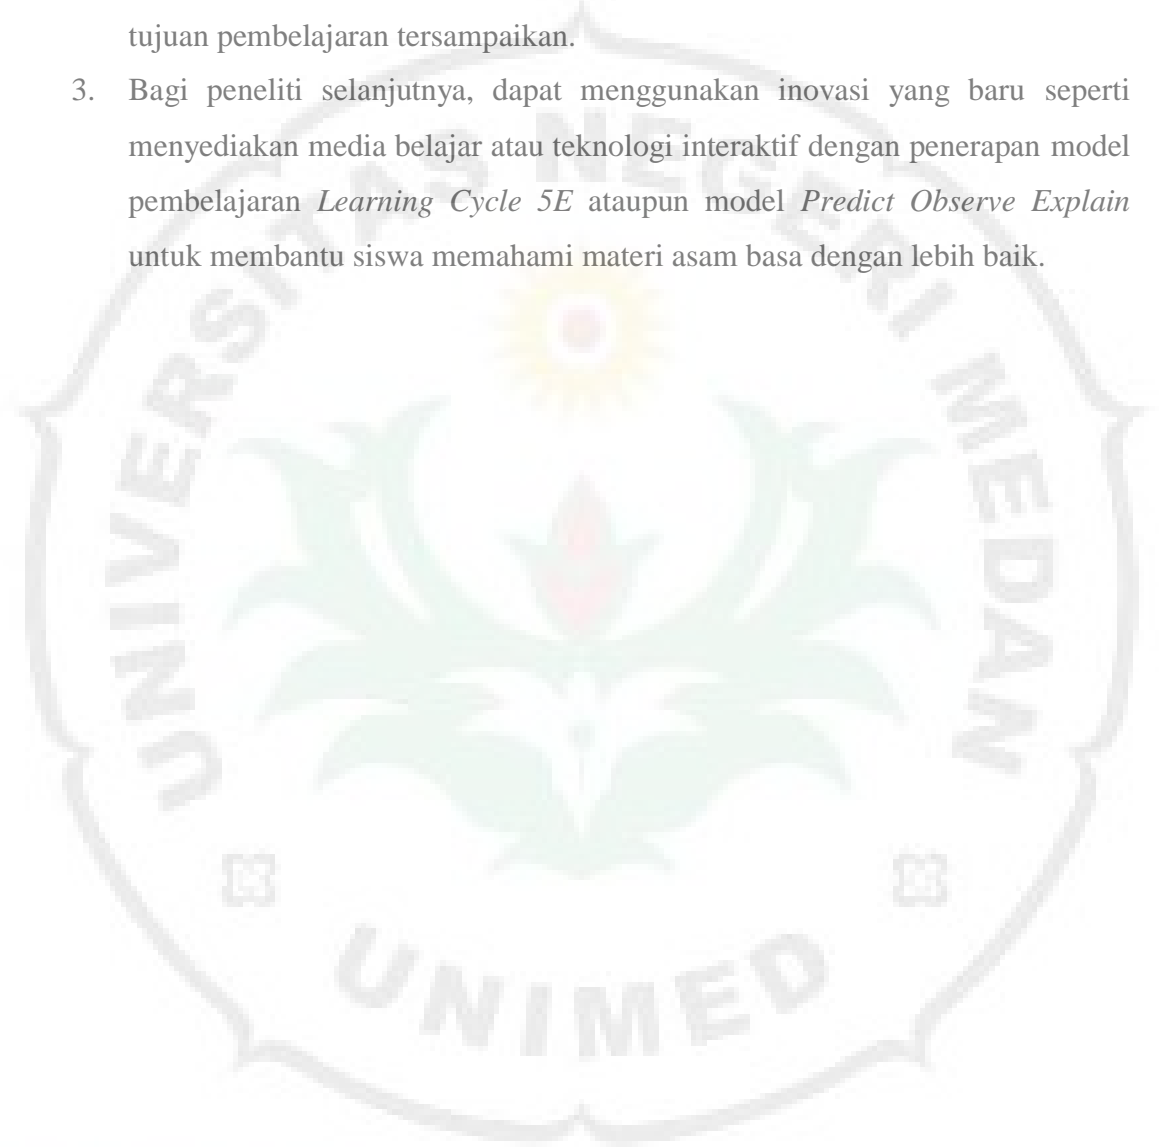 tujuan pembelajaran tersampaikan.
3. Bagi peneliti selanjutnya, dapat menggunakan inovasi yang baru seperti
menyediakan media belajar atau teknologi interaktif dengan penerapan model
pembelajaran Learning Cycle 5E ataupun model Predict Observe Explain
untuk membantu siswa memahami materi asam basa dengan lebih baik.
UNIVERSITAS NEGERI MEDAN
UNIMED